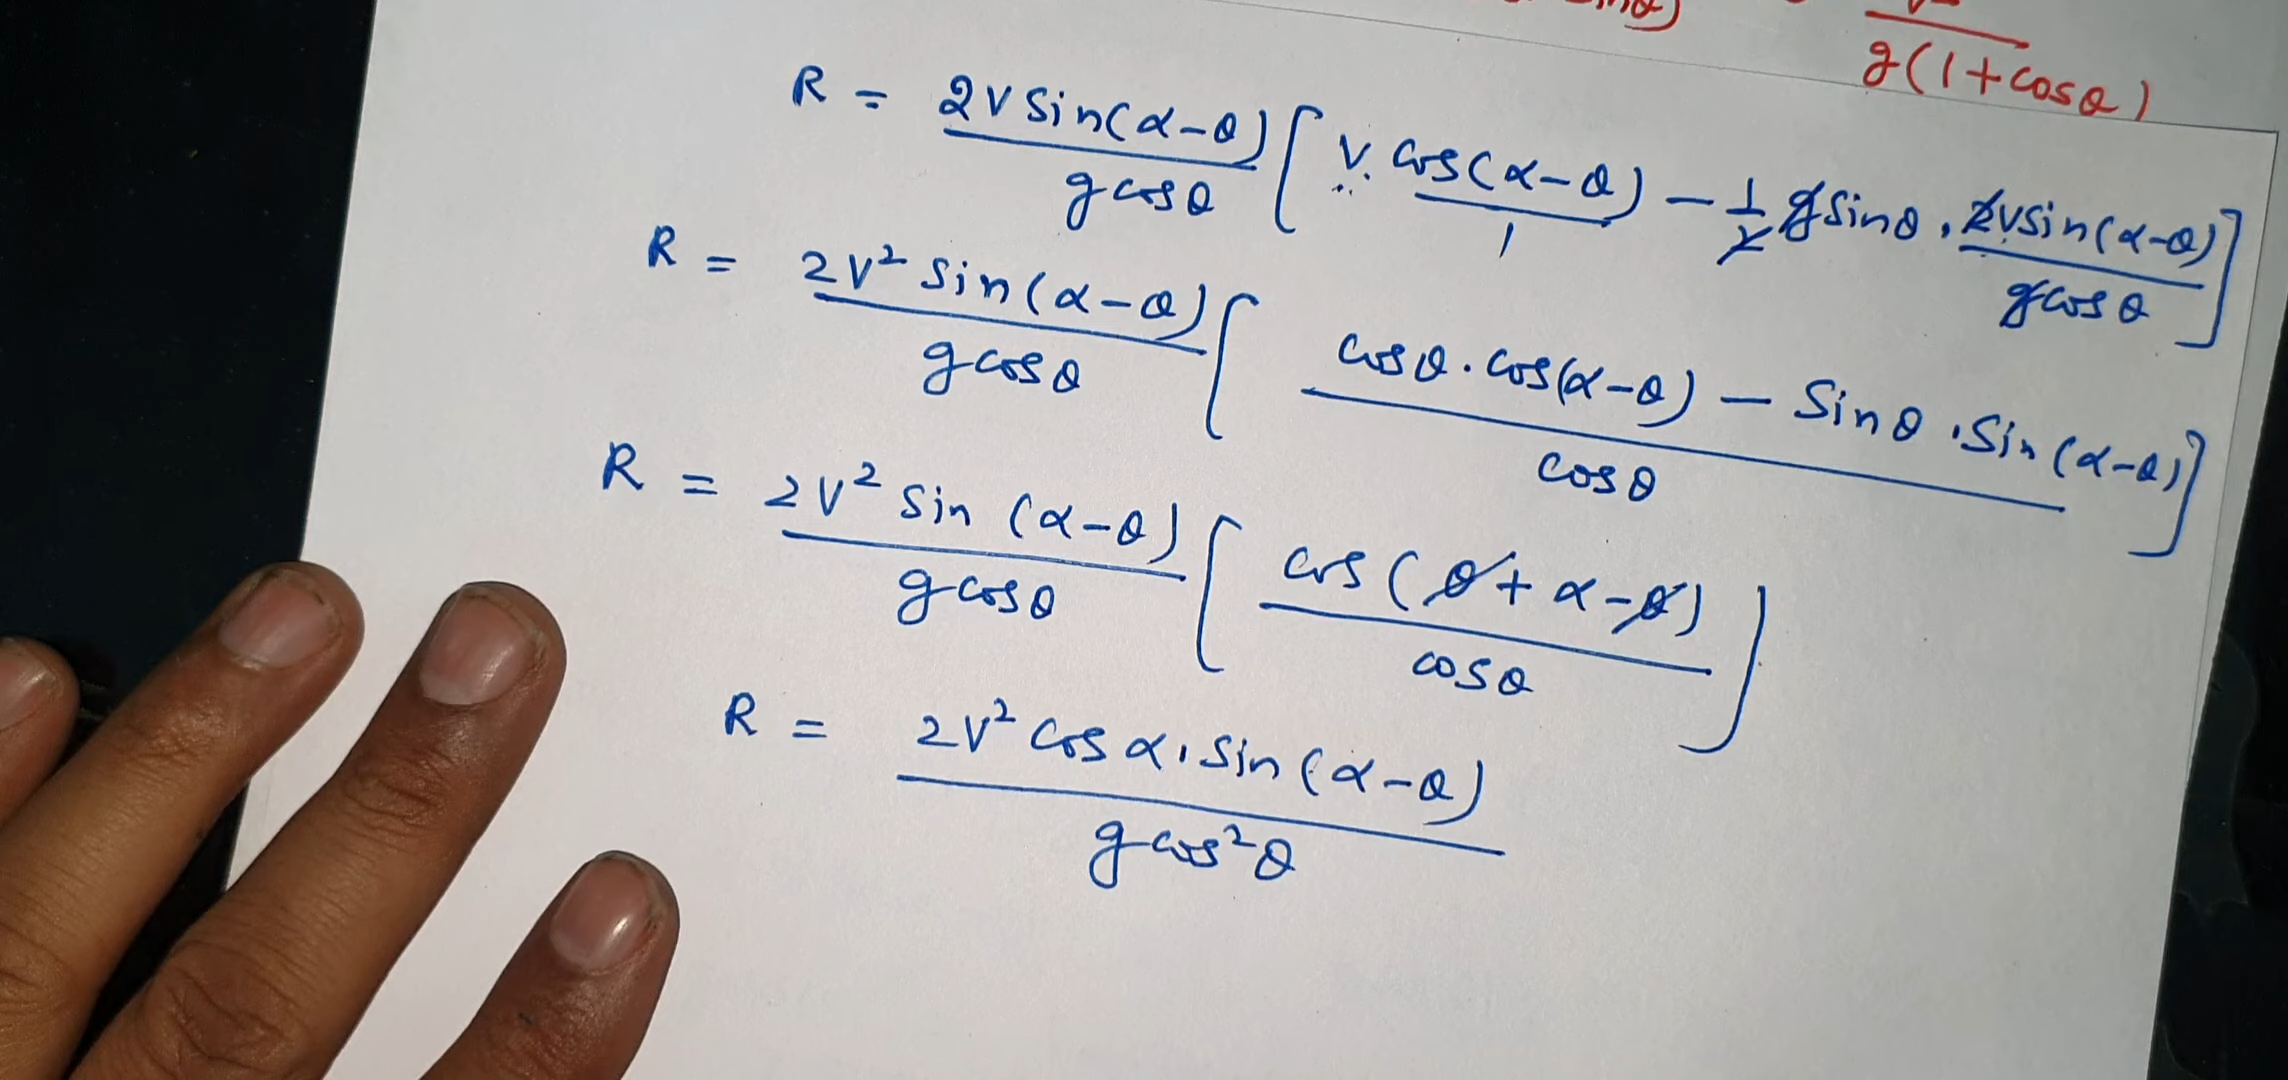 g(1+cosθ)
R = 2V sin(α-θ)/g cosθ [V. cos(α-θ)/1 - 1/2 g sinθ . 2V sin(α-θ)/g cosθ]
R = 2V² sin(α-θ)/g cosθ [cosθ . cos(α-θ) - sinθ . sin(α-θ)/cosθ]
R = 2V² sin (α-θ)/g cosθ [cos (θ + α - θ)/cosθ]
R = 2V² cos α . sin (α-θ)/g cos²θ